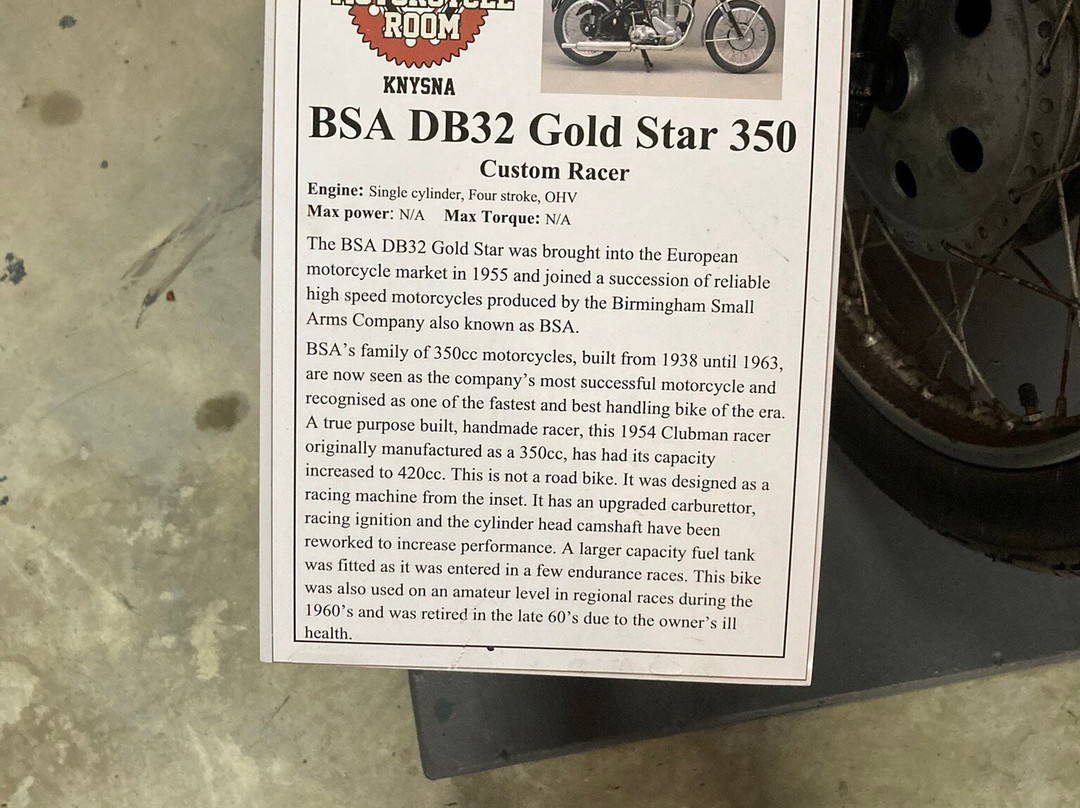 MOTORCYCLE
ROOM
KNYSNA
BSA DB32 Gold Star 350
Custom Racer
Engine: Single cylinder, Four stroke, OHV
Max power: N/A Max Torque: N/A
The BSA DB32 Gold Star was brought into the European
motorcycle market in 1955 and joined a succession of reliable
high speed motorcycles produced by the Birmingham Small
Arms Company also known as BSA.
BSA's family of 350cc motorcycles, built from 1938 until 1963,
are now seen as the company's most successful motorcycle and
recognised as one of the fastest and best handling bike of the era.
A true purpose built, handmade racer, this 1954 Clubman racer
originally manufactured as a 350cc, has had its capacity
increased to 420cc. This is not a road bike. It was designed as a
racing machine from the inset. It has an upgraded carburettor,
racing ignition and the cylinder head camshaft have been
reworked to increase performance. A larger capacity fuel tank
was fitted as it was entered in a few endurance races. This bike
was also used on an amateur level in regional races during the
1960's and was retired in the late 60's due to the owner's ill
health.